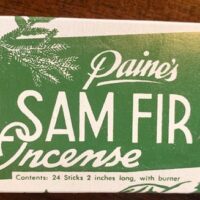 Paine's
SAM FIR
Incense
Contents: 24 Sticks 2 inches long, with burner